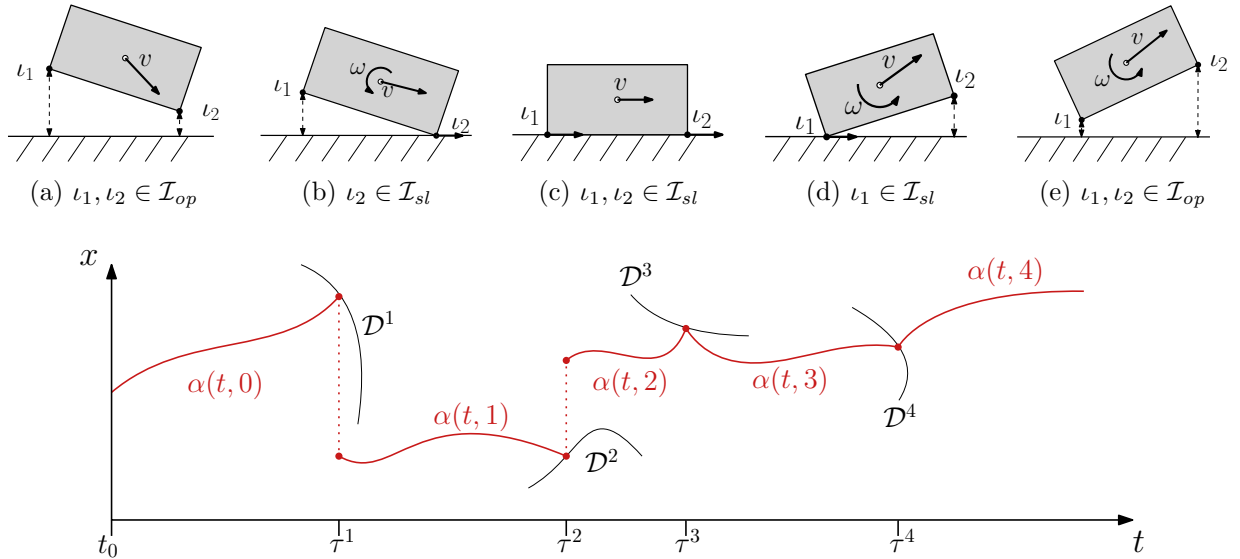 ι₁ v ι₂
ι₁ ω v ι₂
ι₁ v ι₂
ι₁ ω v ι₂
ι₁ ω v ι₂
(a) ι₁, ι₂ ∈ 𝓘ₒₚ
(b) ι₂ ∈ 𝓘ₛₗ
(c) ι₁, ι₂ ∈ 𝓘ₛₗ
(d) ι₁ ∈ 𝓘ₛₗ
(e) ι₁, ι₂ ∈ 𝓘ₒₚ
x
𝒟³
α(t, 4)
𝒟¹
α(t, 0)
α(t, 2)
α(t, 3)
α(t, 1)
𝒟⁴
𝒟²
t₀ τ¹ τ² τ³ τ⁴ t